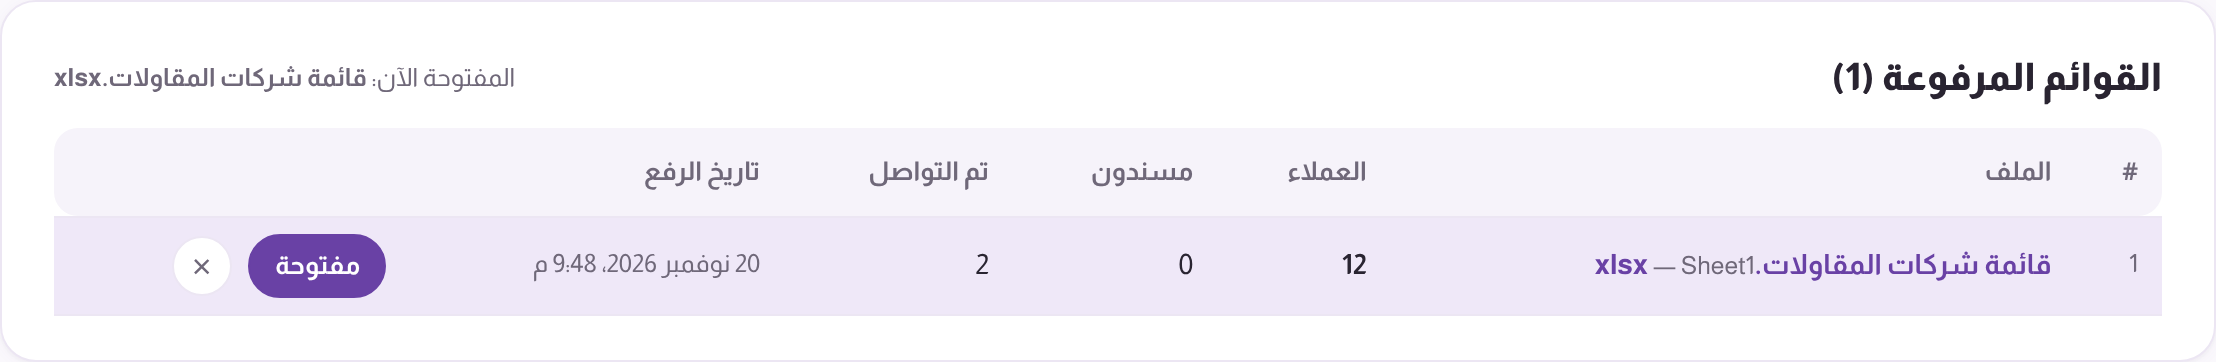 القوائم المرفوعة (1)
المفتوحة الآن: قائمة شركات المقاولات.xlsx
# الملف العملاء مسندون تم التواصل تاريخ الرفع
1 قائمة شركات المقاولات.xlsx — Sheet1 12 0 2 20 نوفمبر 2026، 9:48 م مفتوحة ×